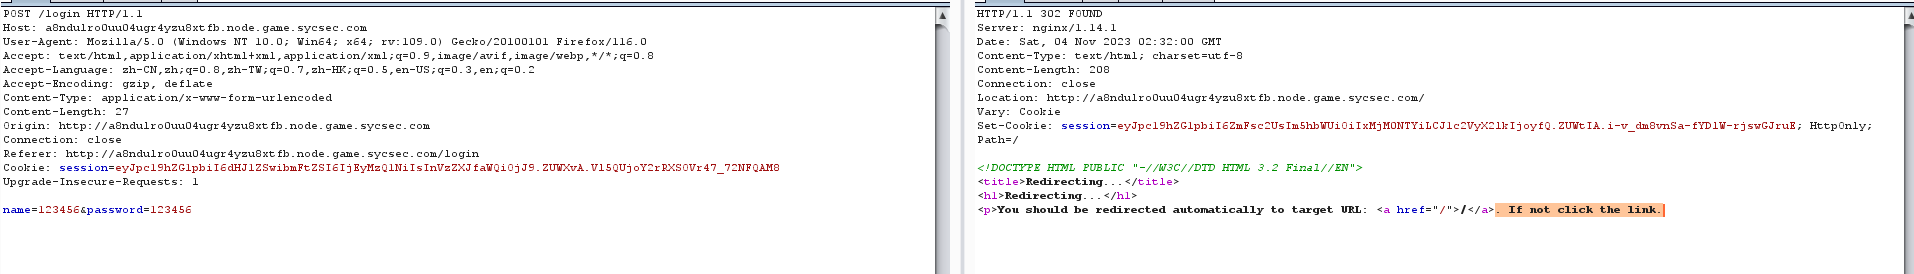 POST /login HTTP/1.1
Host: a8ndulro0uu04ugr4yzu8xtfb.node.game.sycsec.com
User-Agent: Mozilla/5.0 (Windows NT 10.0; Win64; x64; rv:109.0) Gecko/20100101 Firefox/116.0
Accept: text/html,application/xhtml+xml,application/xml;q=0.9,image/avif,image/webp,*/*;q=0.8
Accept-Language: zh-CN,zh;q=0.8,zh-TW;q=0.7,zh-HK;q=0.5,en-US;q=0.3,en;q=0.2
Accept-Encoding: gzip, deflate
Content-Type: application/x-www-form-urlencoded
Content-Length: 27
Origin: http://a8ndulro0uu04ugr4yzu8xtfb.node.game.sycsec.com
Connection: close
Referer: http://a8ndulro0uu04ugr4yzu8xtfb.node.game.sycsec.com/login
Cookie: session=eyJpc19hZG1pbiI6dHJ1ZSwibmFtZSI6IjEyMzQ1NiIsInVzZXJfaWQiOjJ9.ZUWXvA.V15QUjoY2rRXSOVr47_72NFQAM8
Upgrade-Insecure-Requests: 1
name=123456&password=123456
HTTP/1.1 302 FOUND
Server: nginx/1.14.1
Date: Sat, 04 Nov 2023 02:32:00 GMT
Content-Type: text/html; charset=utf-8
Content-Length: 208
Connection: close
Location: http://a8ndulro0uu04ugr4yzu8xtfb.node.game.sycsec.com/
Vary: Cookie
Set-Cookie: session=eyJpc19hZG1pbiI6ZmFsc2UsIm5hbWUiOiIxMjM0NTYiLCJ1c2VyX2lkIjoyfQ.ZUWtIA.i-v_dm8vnSa-fYD1W-rjswGJruE; HttpOnly;
Path=/
<!DOCTYPE HTML PUBLIC "-//W3C//DTD HTML 3.2 Final//EN">
<title>Redirecting...</title>
<h1>Redirecting...</h1>
<p>You should be redirected automatically to target URL: <a href="/">/</a>. If not click the link.